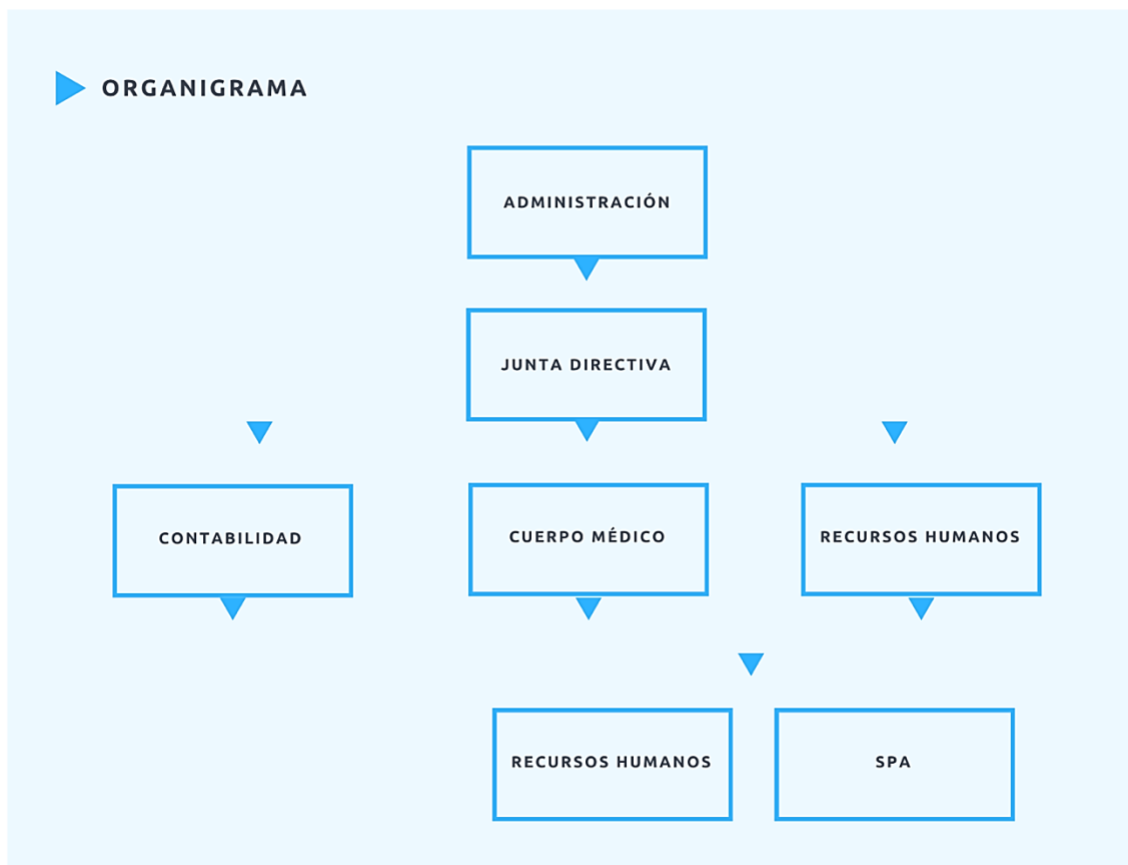 ORGANIGRAMA
ADMINISTRACIÓN
JUNTA DIRECTIVA
CONTABILIDAD
CUERPO MÉDICO
RECURSOS HUMANOS
RECURSOS HUMANOS
SPA